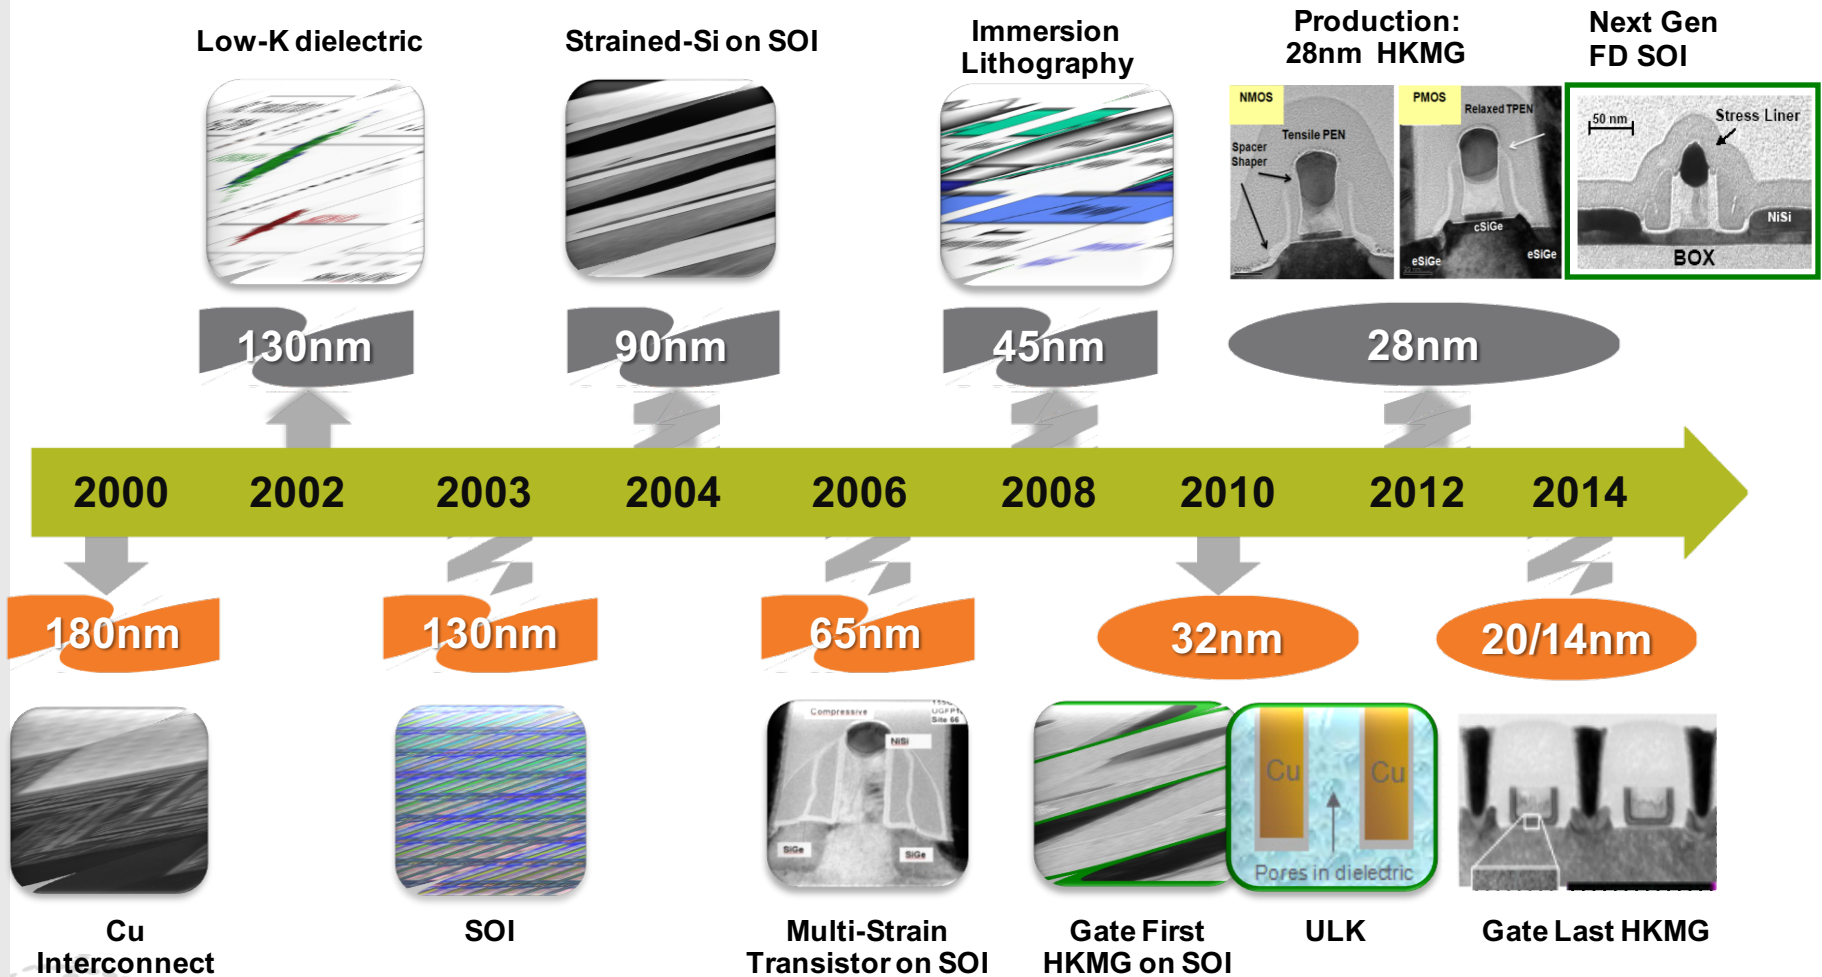 Low-K dielectric
Strained-Si on SOI
Immersion
Lithography
Production:
28nm HKMG
Next Gen
FD SOI
NMOS
Tensile PEN
Spacer
Shaper
PMOS
Relaxed TPEN
cSiGe
eSiGe
eSiGe
50 nm
Stress Liner
NiSi
BOX
130nm
90nm
45nm
28nm
2000
2002
2003
2004
2006
2008
2010
2012
2014
180nm
130nm
65nm
32nm
20/14nm
Compressive
Site 66
NiSi
SiGe
SiGe
Cu
Cu
Pores in dielectric
Cu
Interconnect
SOI
Multi-Strain
Transistor on SOI
Gate First
HKMG on SOI
ULK
Gate Last HKMG